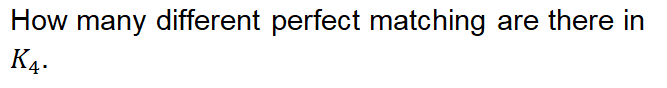 How many different perfect matching are there in
K₄.